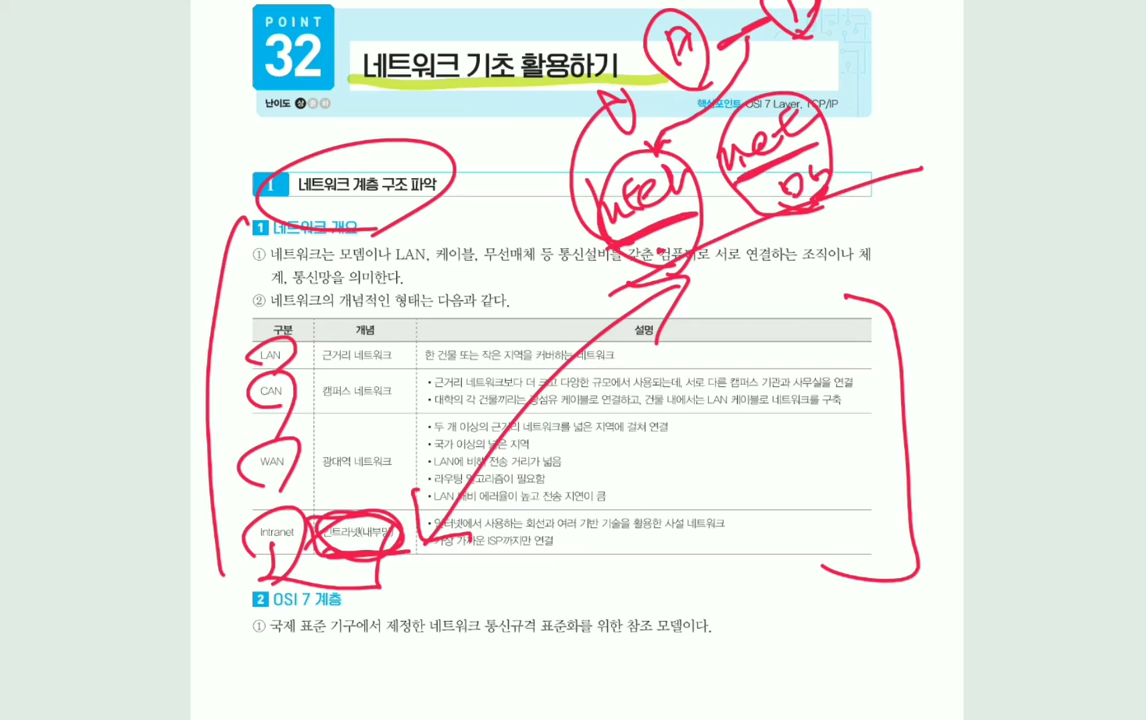 POINT
32
네트워크 기초 활용하기
난이도 상 중 하
핵심포인트 OSI 7 Layer, TCP/IP
I 네트워크 계층 구조 파악
1 네트워크 개요
① 네트워크는 모뎀이나 LAN, 케이블, 무선매체 등 통신설비를 갖춘 컴퓨터로 서로 연결하는 조직이나 체
계, 통신망을 의미한다.
② 네트워크의 개념적인 형태는 다음과 같다.
구분 개념 설명
LAN 근거리 네트워크 한 건물 또는 작은 지역을 커버하는 네트워크
CAN 캠퍼스 네트워크
• 근거리 네트워크보다 더 크고 다양한 규모에서 사용되는데, 서로 다른 캠퍼스 기관과 사무실을 연결
• 대학의 각 건물끼리는 광섬유 케이블로 연결하고, 건물 내에서는 LAN 케이블로 네트워크를 구축
WAN 광대역 네트워크
• 두 개 이상의 근거리 네트워크를 넓은 지역에 걸쳐 연결
• 국가 이상의 넓은 지역
• LAN에 비해 전송 거리가 넓음
• 라우팅 알고리즘이 필요함
• LAN 대비 에러율이 높고 전송 지연이 큼
Intranet 인트라넷(내부망)
• 인터넷에서 사용하는 회선과 여러 기반 기술을 활용한 사설 네트워크
• 가장 가까운 ISP까지만 연결
2 OSI 7 계층
① 국제 표준 기구에서 제정한 네트워크 통신규격 표준화를 위한 참조 모델이다.
net